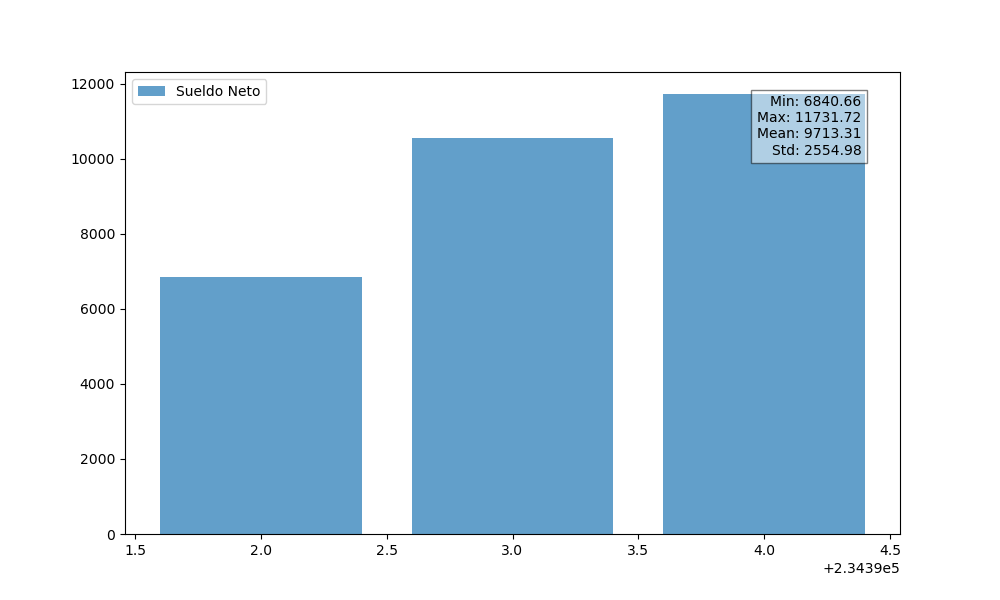 Sueldo Neto
Min: 6840.66
Max: 11731.72
Mean: 9713.31
Std: 2554.98
12000
10000
8000
6000
4000
2000
0
1.5 2.0 2.5 3.0 3.5 4.0 4.5
+2.3439e5